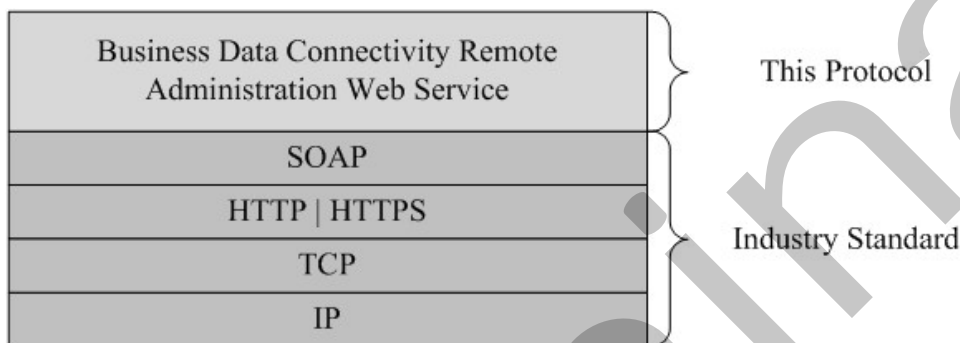 Business Data Connectivity Remote
Administration Web Service
This Protocol
SOAP
HTTP | HTTPS
TCP
IP
Industry Standard